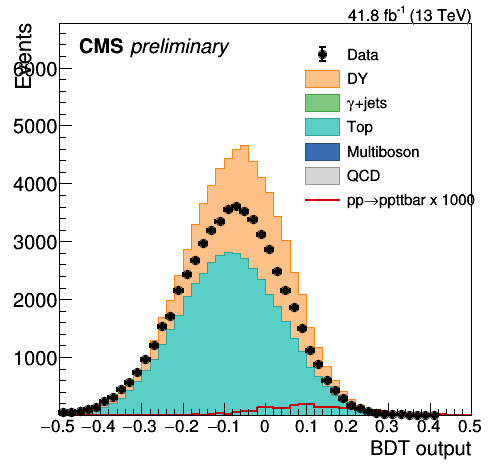 41.8 fb⁻¹ (13 TeV)
CMS preliminary
Events
Data
DY
γ+jets
Top
Multiboson
QCD
pp→ppttbar x 1000
6000
5000
4000
3000
2000
1000
−0.5 −0.4 −0.3 −0.2 −0.1 0 0.1 0.2 0.3 0.4 0.5
BDT output